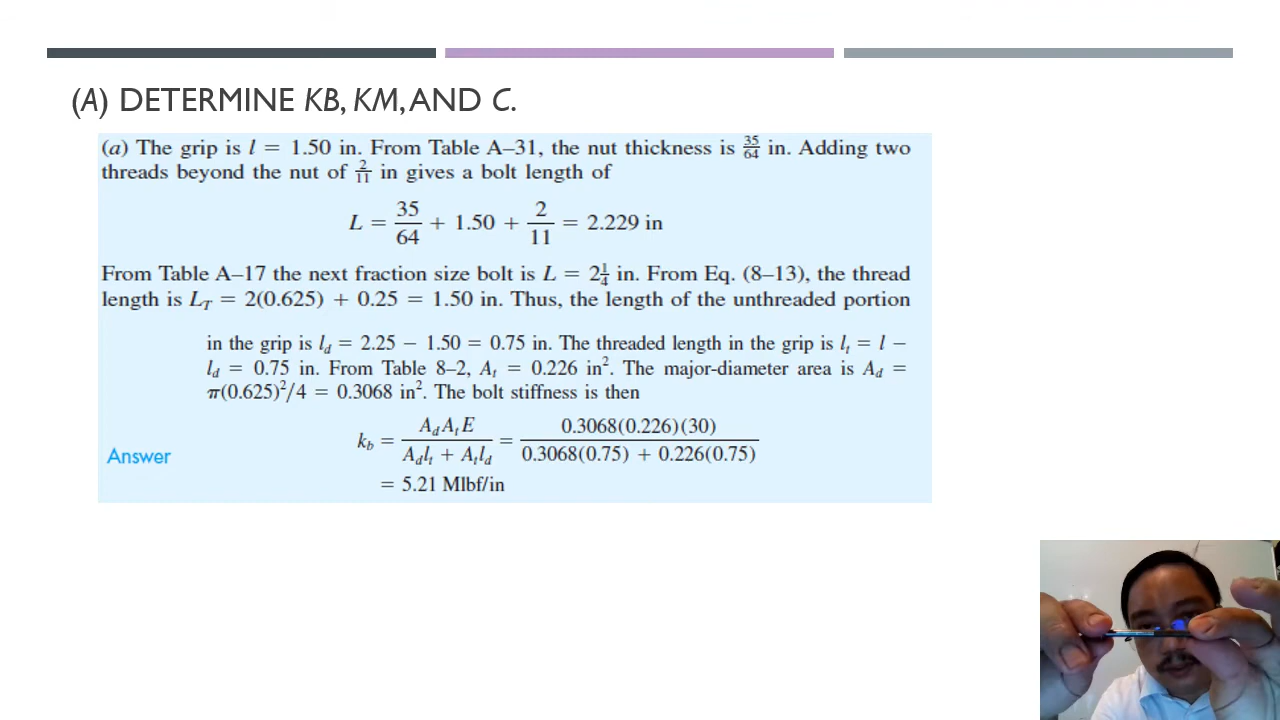 (A) DETERMINE KB, KM, AND C.
(a) The grip is l = 1.50 in. From Table A–31, the nut thickness is 35/64 in. Adding two
threads beyond the nut of 2/11 in gives a bolt length of
L = 35/64 + 1.50 + 2/11 = 2.229 in
From Table A–17 the next fraction size bolt is L = 2 1/4 in. From Eq. (8–13), the thread
length is L_T = 2(0.625) + 0.25 = 1.50 in. Thus, the length of the unthreaded portion
in the grip is l_d = 2.25 − 1.50 = 0.75 in. The threaded length in the grip is l_t = l −
l_d = 0.75 in. From Table 8–2, A_t = 0.226 in². The major-diameter area is A_d =
π(0.625)²/4 = 0.3068 in². The bolt stiffness is then
k_b = A_d A_t E / (A_d l_t + A_t l_d) = 0.3068(0.226)(30) / (0.3068(0.75) + 0.226(0.75))
Answer
= 5.21 Mlbf/in